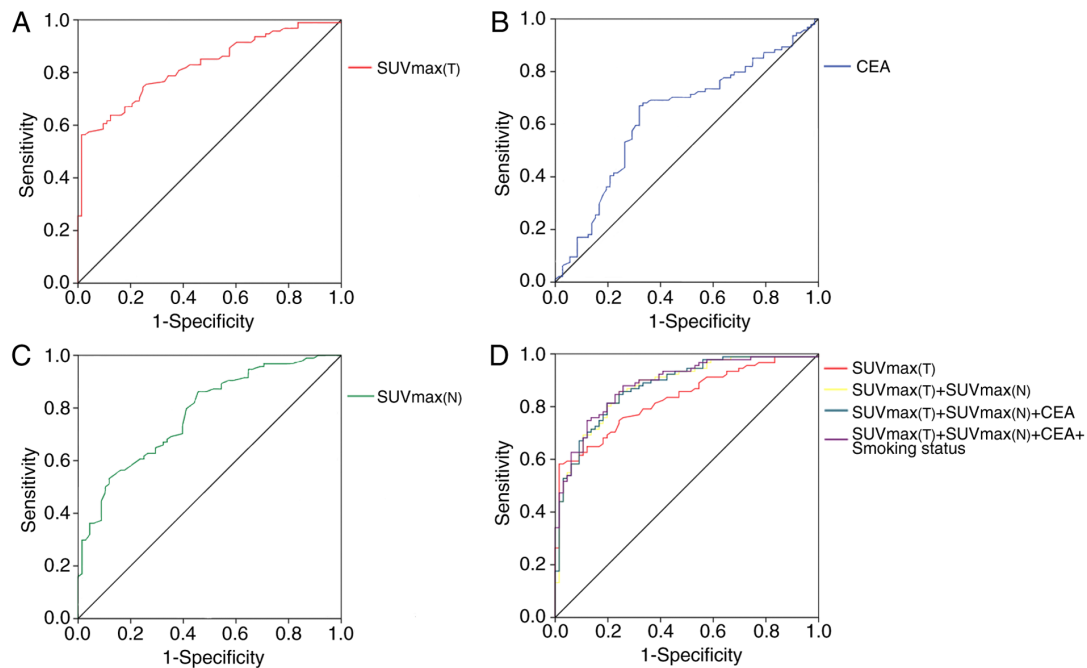 A
1.0
0.8
0.6
0.4
0.2
0.0
Sensitivity
0.0 0.2 0.4 0.6 0.8 1.0
1-Specificity
SUVmax(T)
B
1.0
0.8
0.6
0.4
0.2
0.0
Sensitivity
0.0 0.2 0.4 0.6 0.8 1.0
1-Specificity
CEA
C
1.0
0.8
0.6
0.4
0.2
0.0
Sensitivity
0.0 0.2 0.4 0.6 0.8 1.0
1-Specificity
SUVmax(N)
D
1.0
0.8
0.6
0.4
0.2
0.0
Sensitivity
0.0 0.2 0.4 0.6 0.8 1.0
1-Specificity
SUVmax(T)
SUVmax(T)+SUVmax(N)
SUVmax(T)+SUVmax(N)+CEA
SUVmax(T)+SUVmax(N)+CEA+
Smoking status